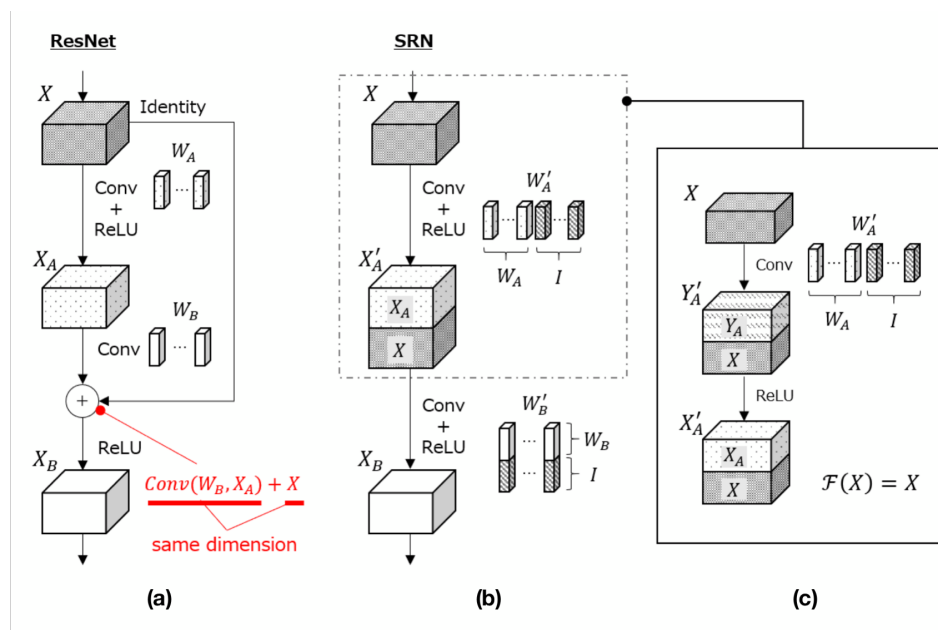 ResNet
X
Identity
W_A
...
Conv
+
ReLU
X_A
W_B
...
Conv
+
ReLU
X_B
Conv(W_B, X_A) + X
same dimension
(a)
SRN
X
Conv
+
ReLU
W'_A
... ...
W_A I
X'_A
X_A
X
Conv
+
ReLU
W'_B
...
W_B
...
I
X_B
(b)
X
Conv
W'_A
... ...
W_A I
Y'_A
Y_A
X
ReLU
X'_A
X_A
X
ℱ(X) = X
(c)